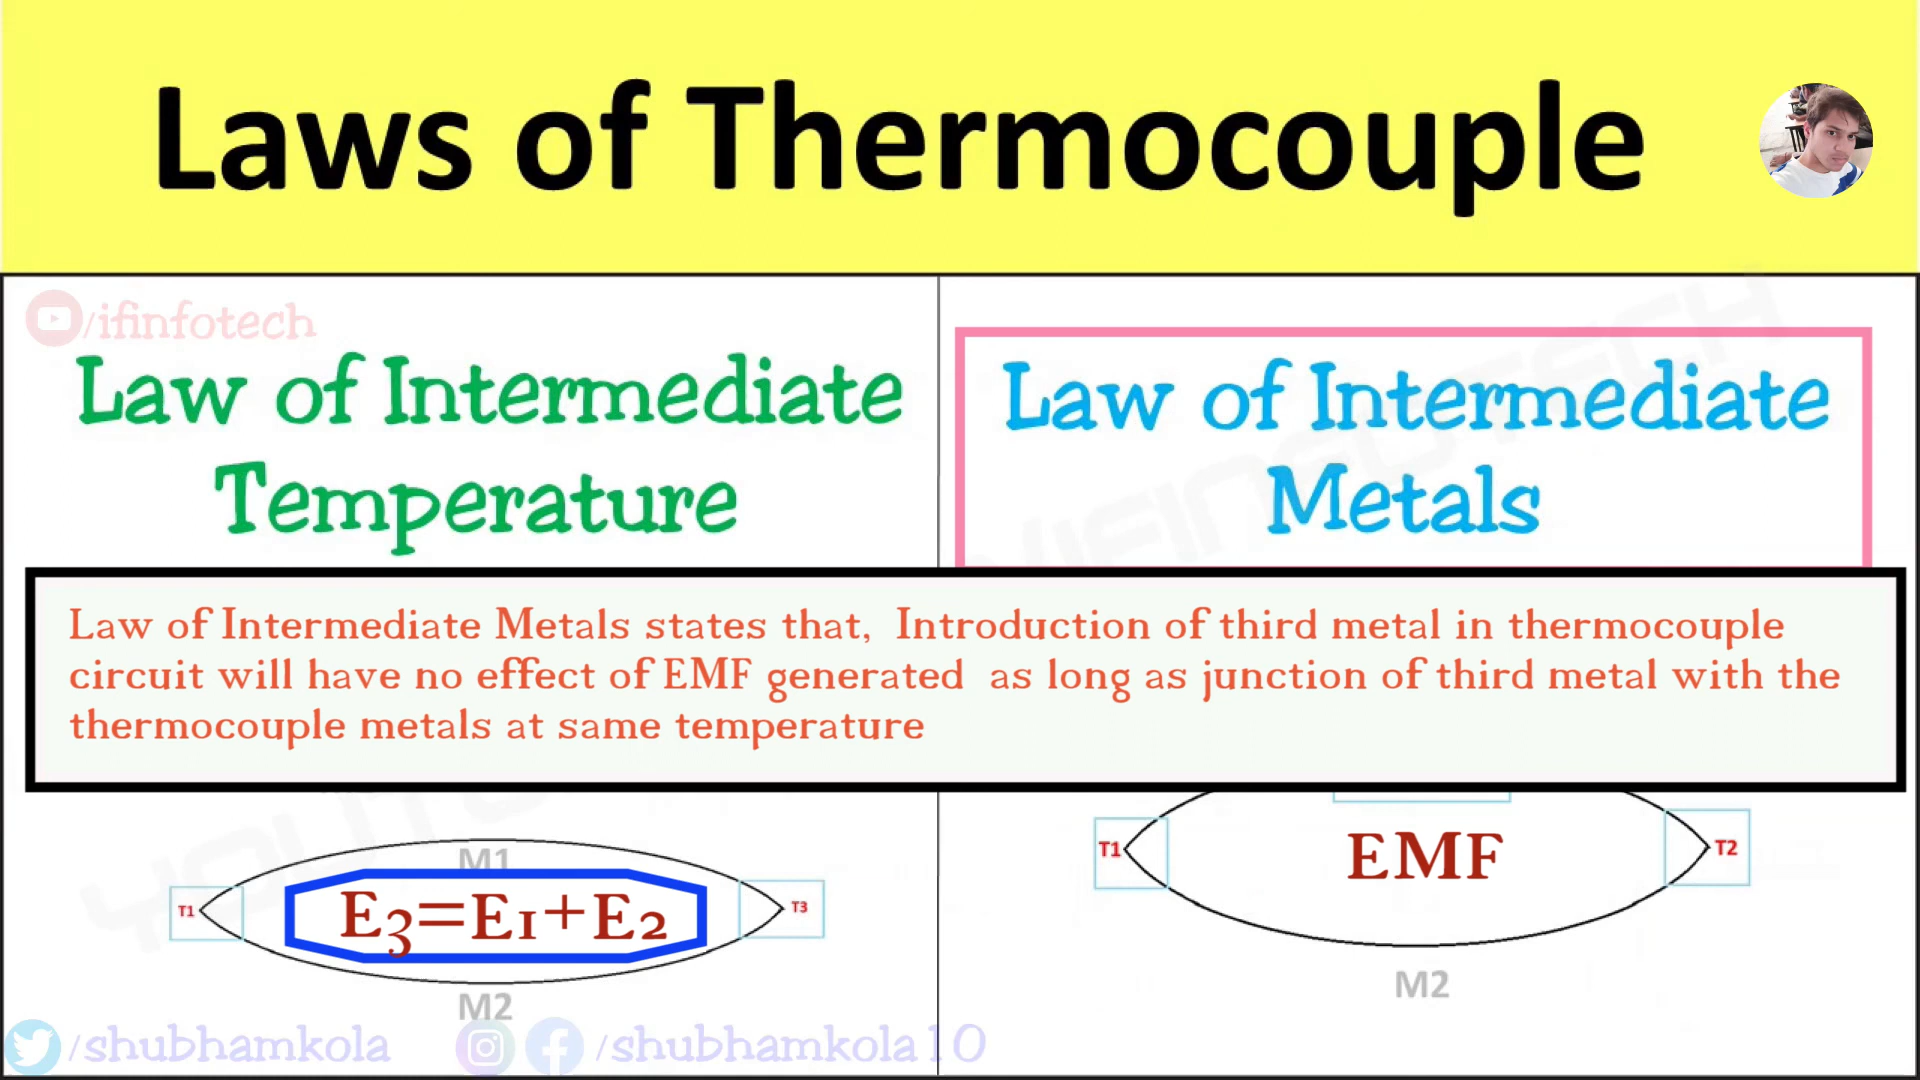 Laws of Thermocouple
/ifinfotech
Law of Intermediate
Temperature
Law of Intermediate
Metals
Law of Intermediate Metals states that, Introduction of third metal in thermocouple
circuit will have no effect of EMF generated as long as junction of third metal with the
thermocouple metals at same temperature
M1
T1
E3=E1+E2
T3
M2
T1
EMF
T2
M2
/shubhamkola
/shubhamkola10